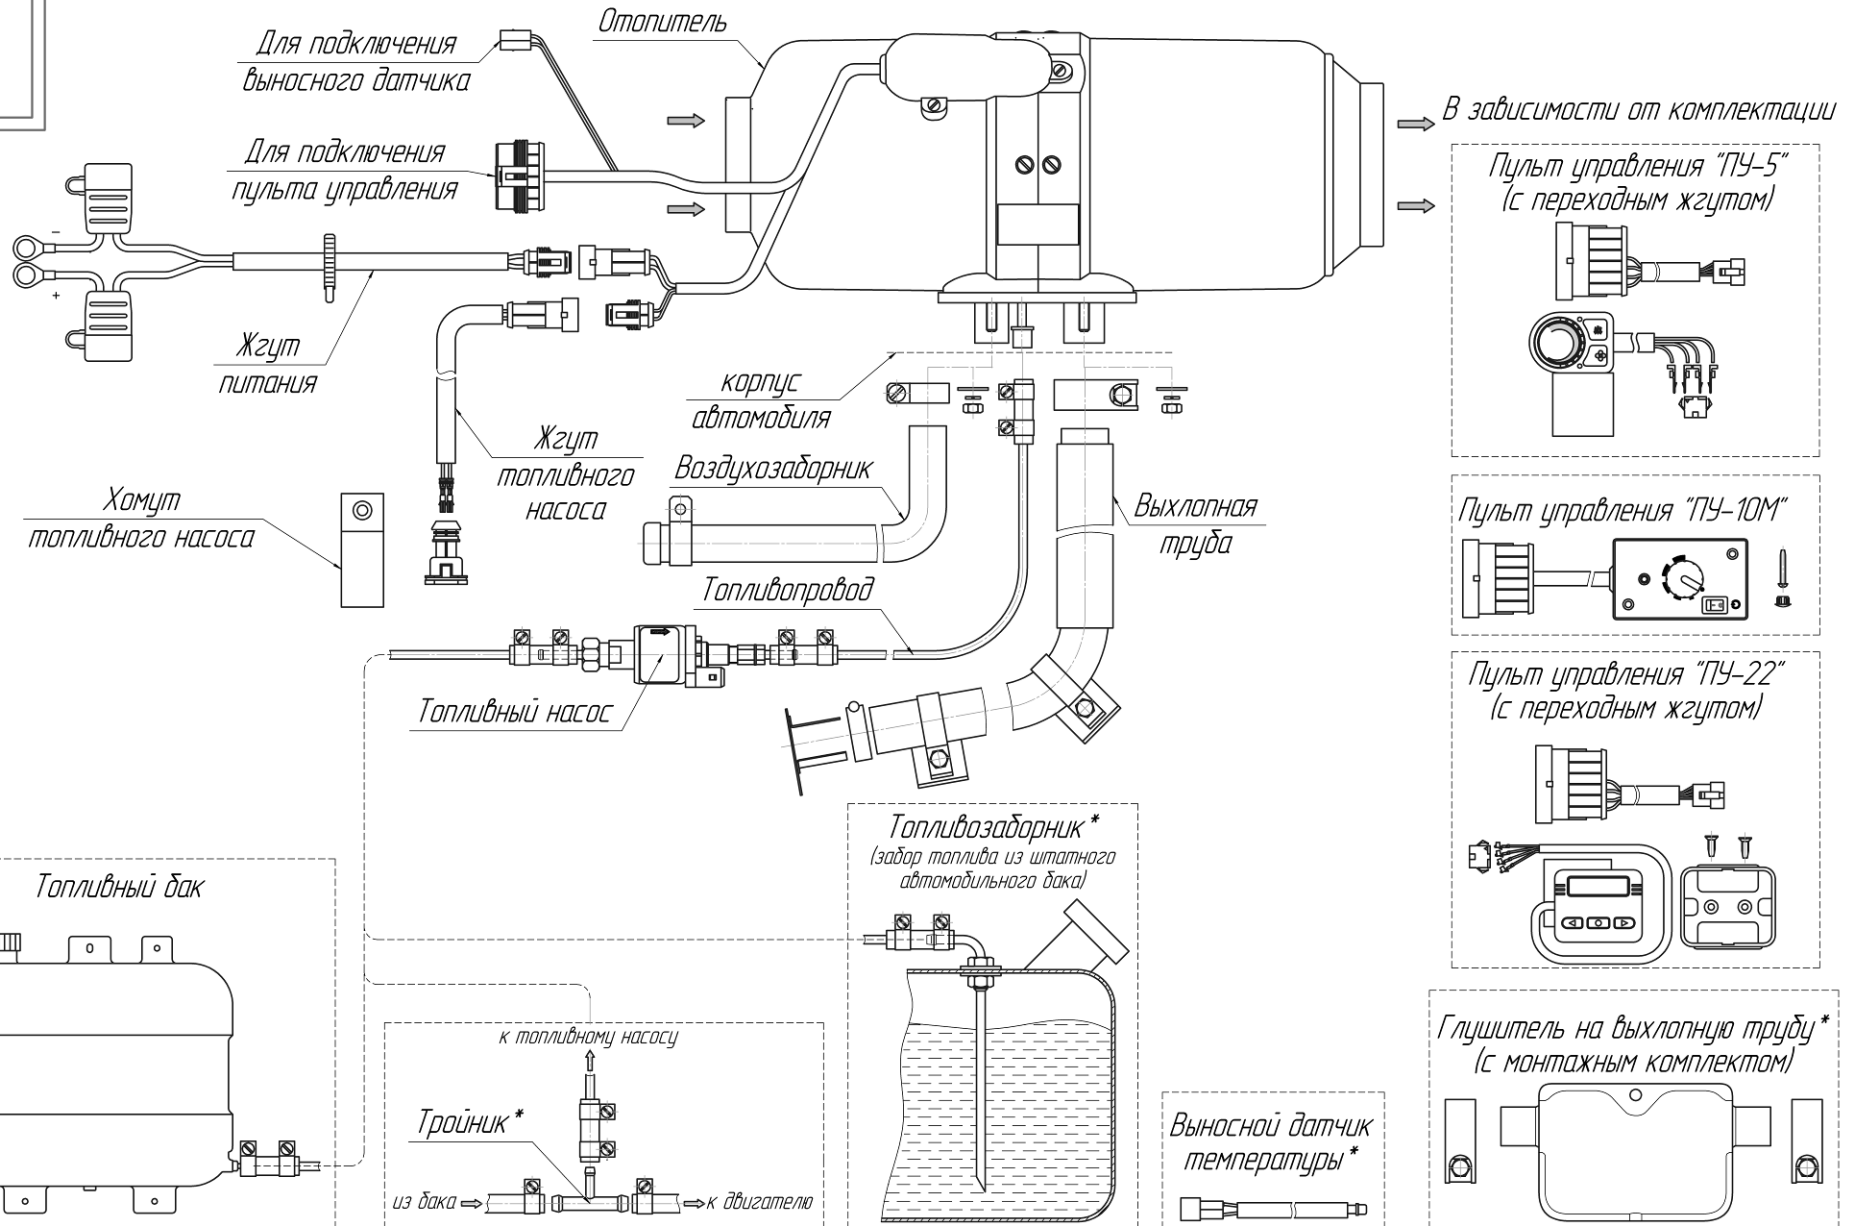 Для подключения
выносного датчика
Отопитель
В зависимости от комплектации
Для подключения
пульта управления
Пульт управления "ПУ-5"
(с переходным жгутом)
−
+
Жгут
питания
корпус
автомобиля
Жгут
топливного
насоса
Воздухозаборник
Выхлопная
труба
Хомут
топливного насоса
Пульт управления "ПУ-10М"
Топливопровод
Топливный насос
Пульт управления "ПУ-22"
(с переходным жгутом)
Топливозаборник*
(забор топлива из штатного
автомобильного бака)
Топливный бак
к топливному насосу
Тройник*
из бака
к двигателю
Выносной датчик
температуры*
Глушитель на выхлопную трубу*
(с монтажным комплектом)